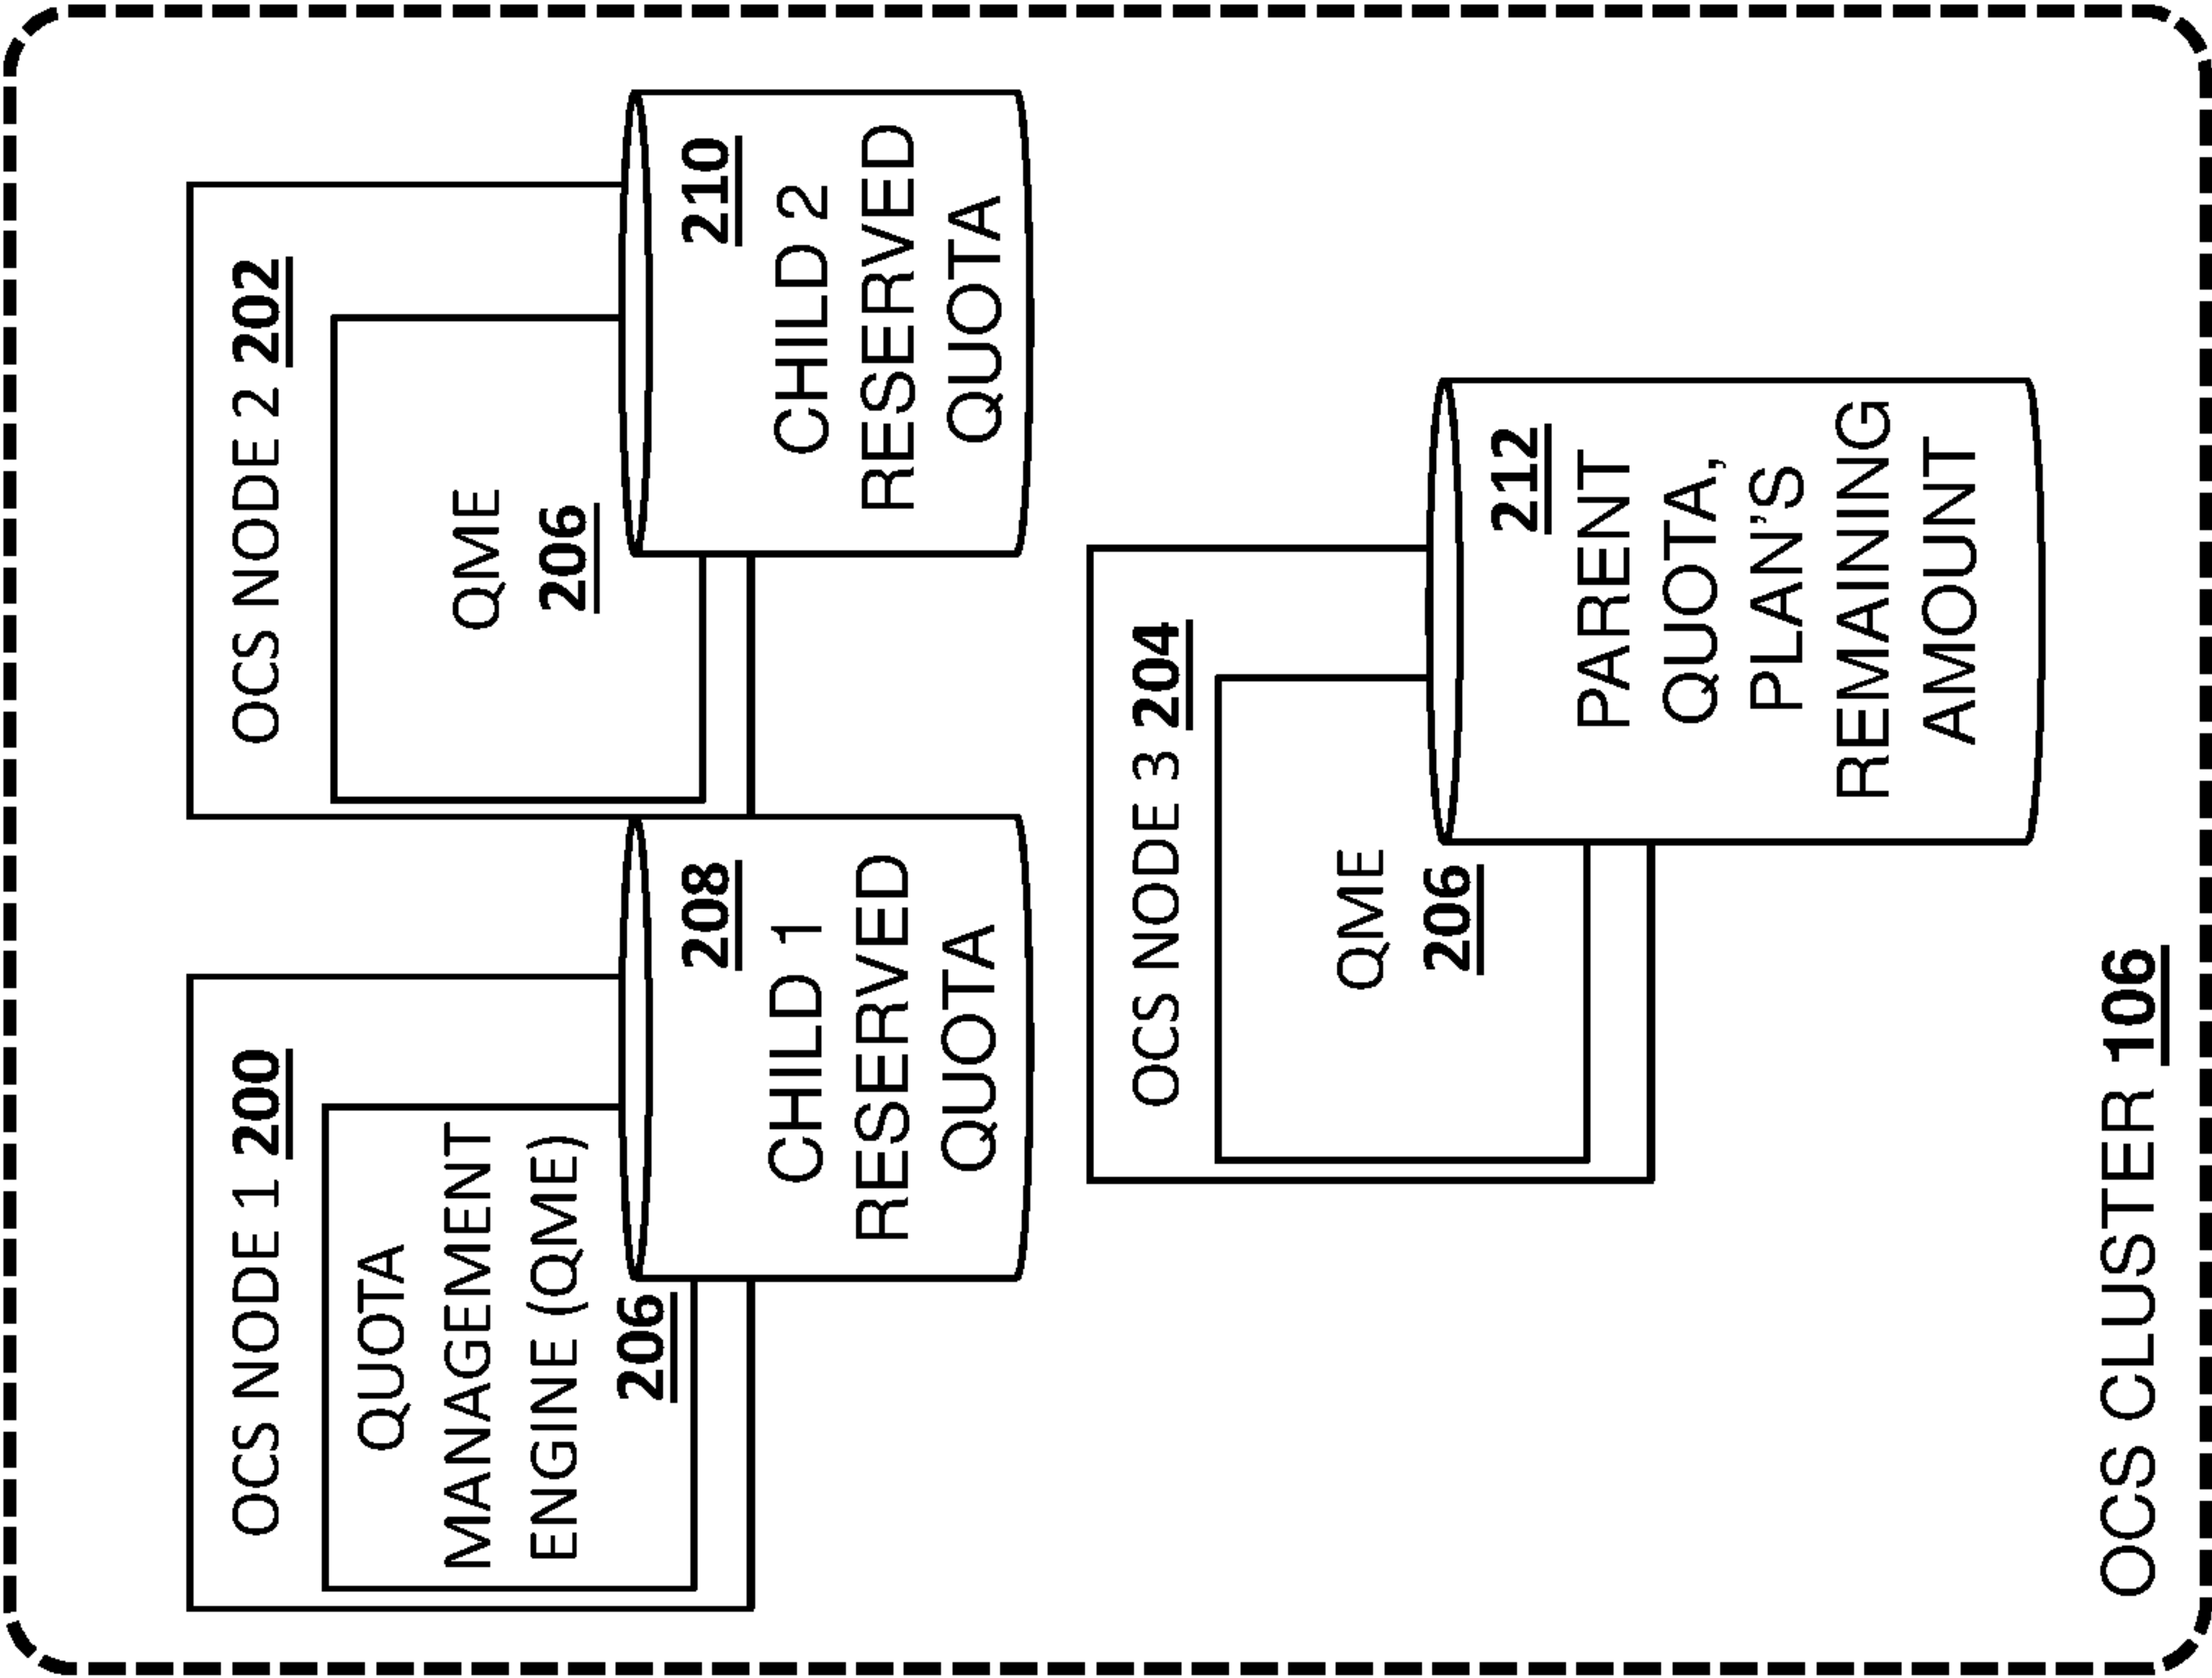 OCS NODE 1 200
QUOTA
MANAGEMENT
ENGINE (QME)
206
208
CHILD 1
RESERVED
QUOTA
OCS NODE 2 202
QME
206
210
CHILD 2
RESERVED
QUOTA
OCS NODE 3 204
QME
206
212
PARENT
QUOTA,
PLAN'S
REMAINING
AMOUNT
OCS CLUSTER 106